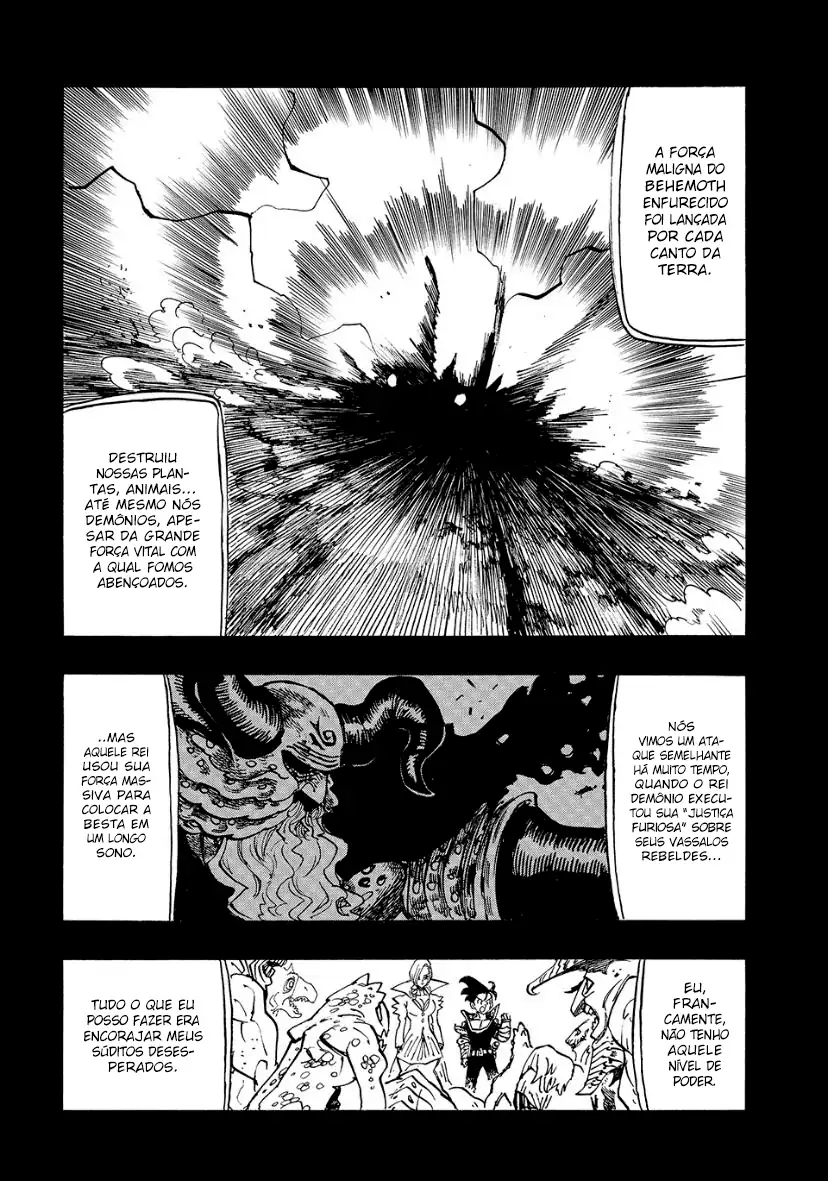 A FORÇA
MALIGNA DO
BEHEMOTH
ENFURECIDO
FOI LANÇADA
POR CADA
CANTO DA
TERRA.
DESTRUIU
NOSSAS PLAN-
TAS, ANIMAIS...
ATÉ MESMO NÓS
DEMÔNIOS, APE-
SAR DA GRANDE
FORÇA VITAL COM
A QUAL FOMOS
ABENÇOADOS.
NÓS
VIMOS UM ATA-
QUE SEMELHANTE
HÁ MUITO TEMPO,
QUANDO O REI
DEMÔNIO EXECU-
TOU SUA "JUSTIÇA
FURIOSA" SOBRE
SEUS VASSALOS
REBELDES...
..MAS
AQUELE REI
USOU SUA
FORÇA MAS-
SIVA PARA
COLOCAR A
BESTA EM
UM LONGO
SONO.
EU,
FRAN-
CAMENTE,
NÃO TENHO
AQUELE
NÍVEL DE
PODER.
TUDO O QUE EU
POSSO FAZER ERA
ENCORAJAR MEUS
SÚDITOS DESES-
PERADOS.